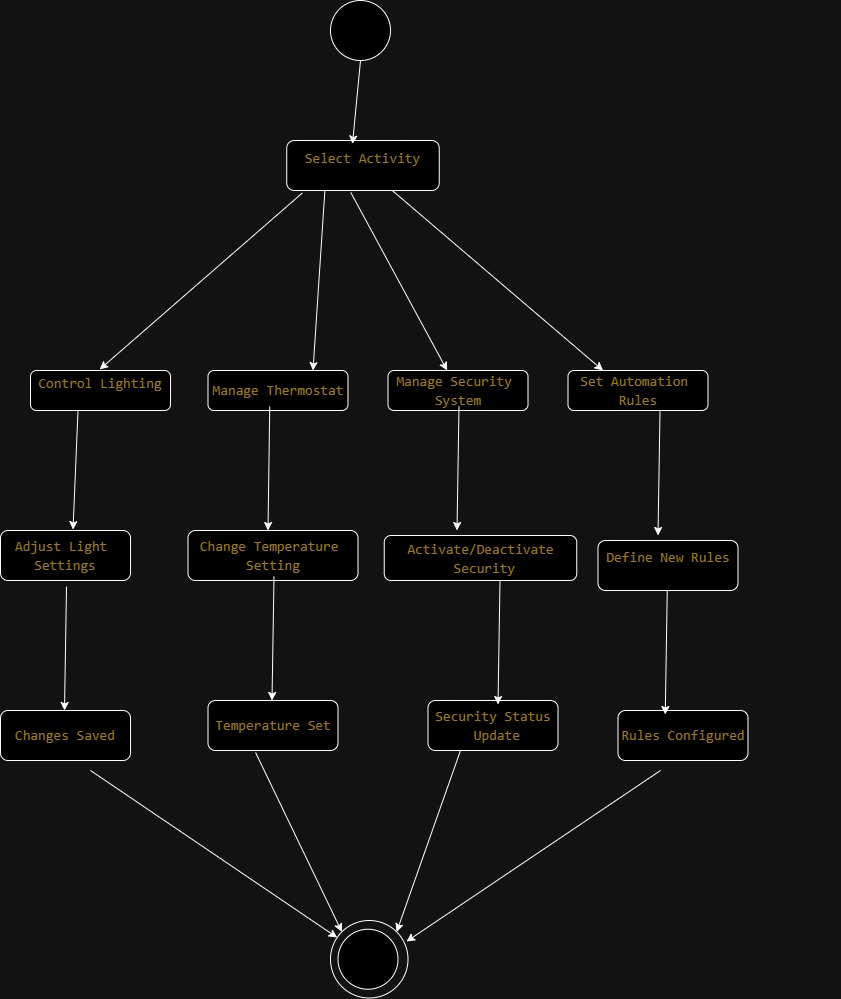 Select Activity
Control Lighting
Manage Thermostat
Manage Security
System
Set Automation
Rules
Adjust Light
Settings
Change Temperature
Setting
Activate/Deactivate
Security
Define New Rules
Changes Saved
Temperature Set
Security Status
Update
Rules Configured